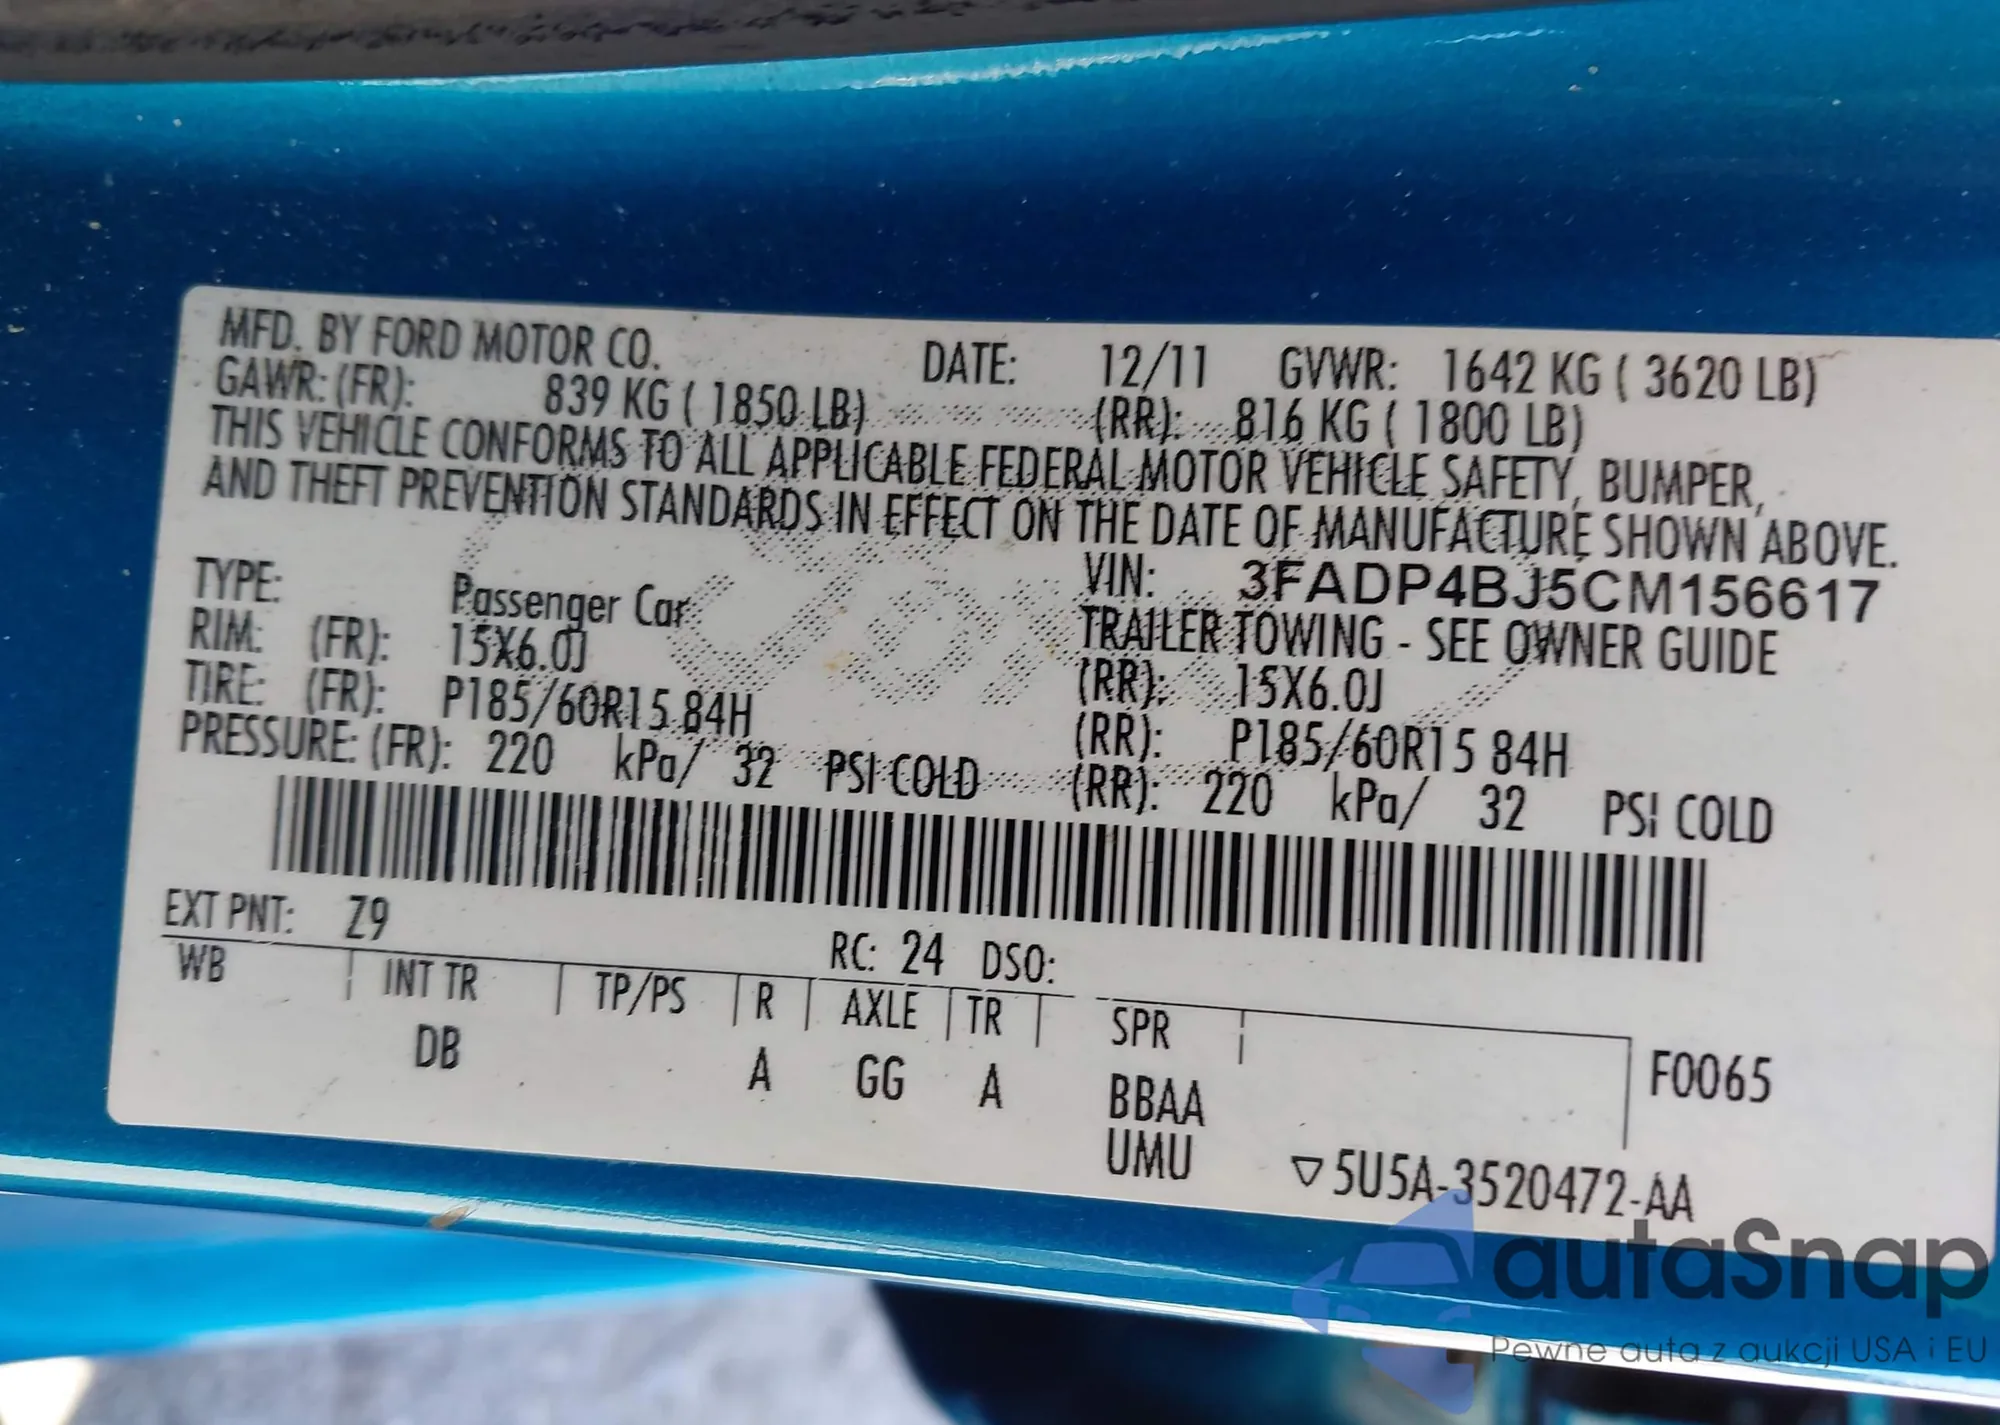 MFD. BY FORD MOTOR CO. DATE: 12/11 GVWR: 1642 KG ( 3620 LB)
GAWR: (FR): 839 KG ( 1850 LB) (RR): 816 KG ( 1800 LB)
THIS VEHICLE CONFORMS TO ALL APPLICABLE FEDERAL MOTOR VEHICLE SAFETY, BUMPER,
AND THEFT PREVENTION STANDARDS IN EFFECT ON THE DATE OF MANUFACTURE SHOWN ABOVE.
VIN: 3FADP4BJ5CM156617
TYPE: Passenger Car TRAILER TOWING - SEE OWNER GUIDE
RIM: (FR): 15X6.0J (RR): 15X6.0J
TIRE: (FR): P185/60R15 84H (RR): P185/60R15 84H
PRESSURE: (FR): 220 kPa/ 32 PSI COLD (RR): 220 kPa/ 32 PSI COLD
EXT PNT: Z9 RC: 24 DSO:
WB INT TR TP/PS R AXLE TR SPR
DB A GG A BBAA F0065
UMU ▽5U5A-3520472-AA
autaSnap
Pewne auta z aukcji USA i EU